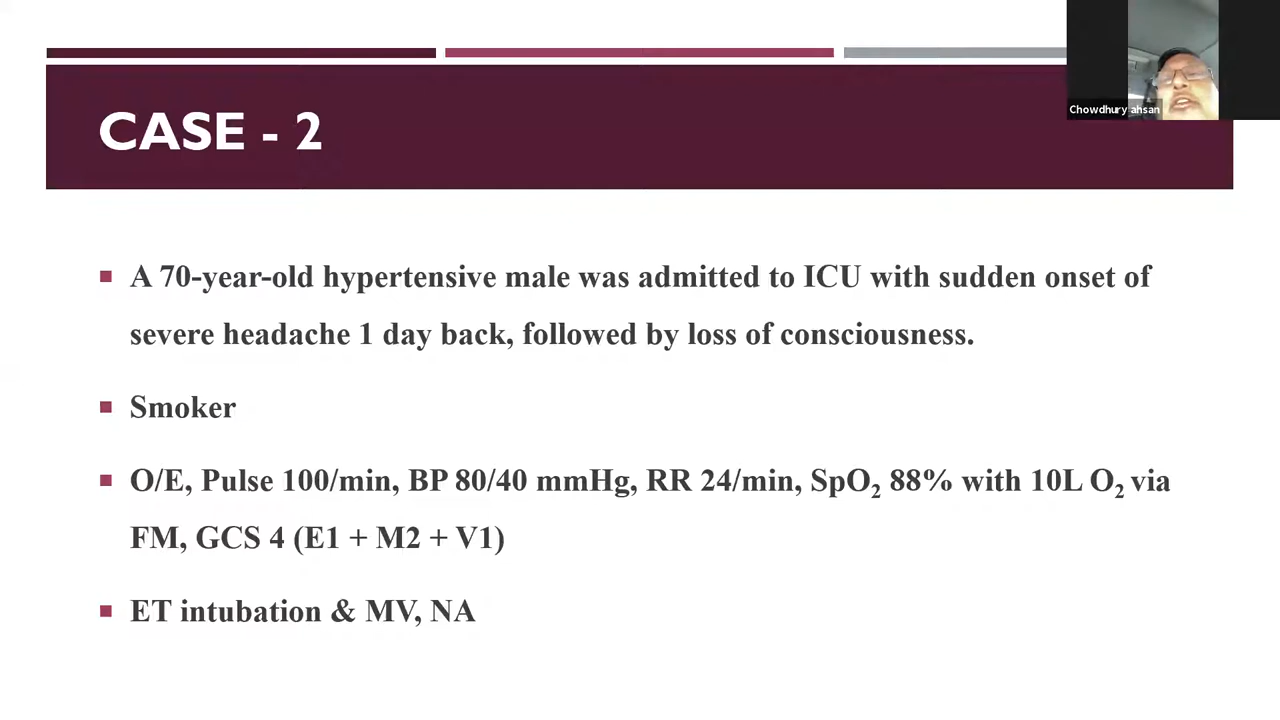 CASE - 2
Chowdhury ahsan
A 70-year-old hypertensive male was admitted to ICU with sudden onset of
severe headache 1 day back, followed by loss of consciousness.
Smoker
O/E, Pulse 100/min, BP 80/40 mmHg, RR 24/min, SpO₂ 88% with 10L O₂ via
FM, GCS 4 (E1 + M2 + V1)
ET intubation & MV, NA